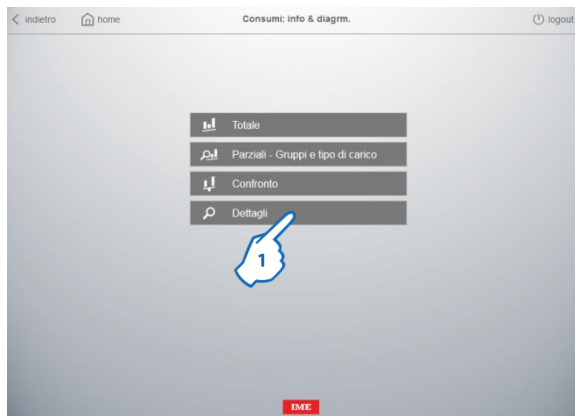 indietro home Consumi: info & diagrm. logout
Totale
Parziali - Gruppi e tipo di carico
Confronto
Dettagli
1
IME